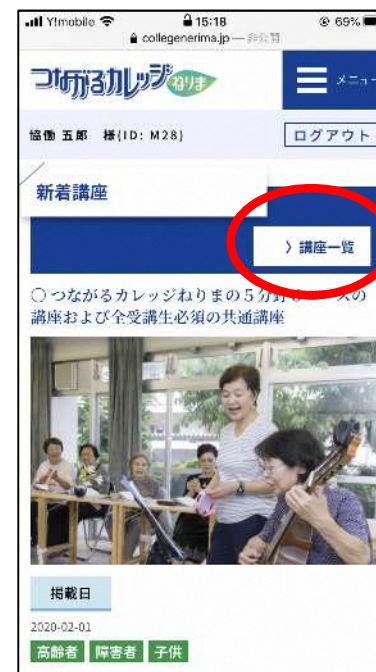 Y!mobile 15:18 69%
collegenerima.jp — 非公開
つながるカレッジねりま メニュー
協働 五郎 様(ID: M28) ログアウト
新着講座
〉講座一覧
〇つながるカレッジねりまの5分野
の
講座および全受講生必須の共通講座
掲載日
2020-02-01
高齢者 障害者 子供